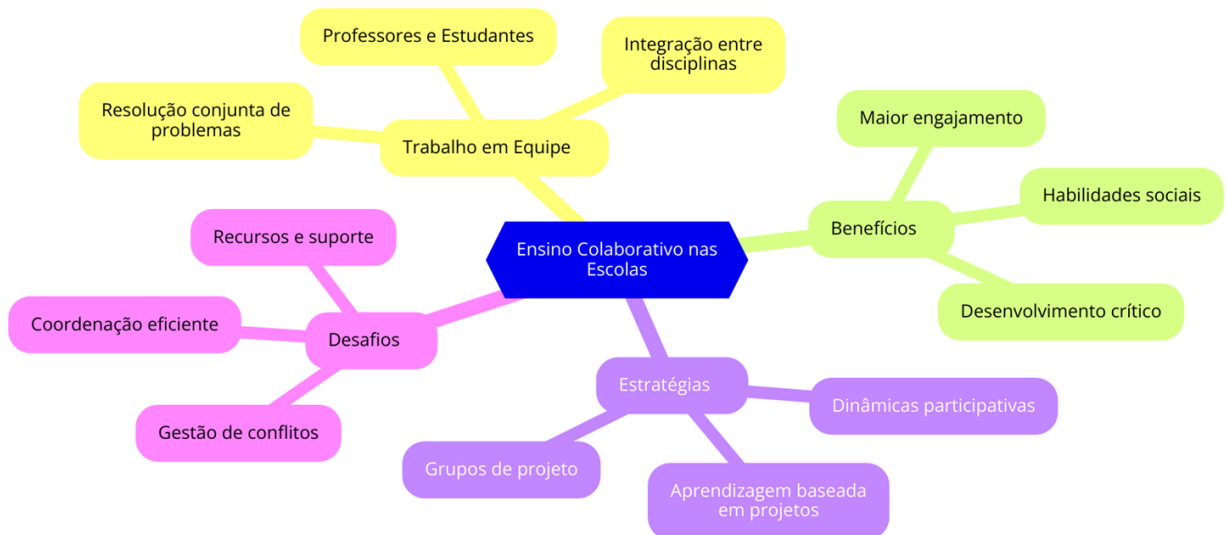 Ensino Colaborativo nas
Escolas
Trabalho em Equipe
Resolução conjunta de
problemas
Professores e Estudantes
Integração entre
disciplinas
Benefícios
Maior engajamento
Habilidades sociais
Desenvolvimento crítico
Estratégias
Dinâmicas participativas
Aprendizagem baseada
em projetos
Grupos de projeto
Desafios
Recursos e suporte
Coordenação eficiente
Gestão de conflitos